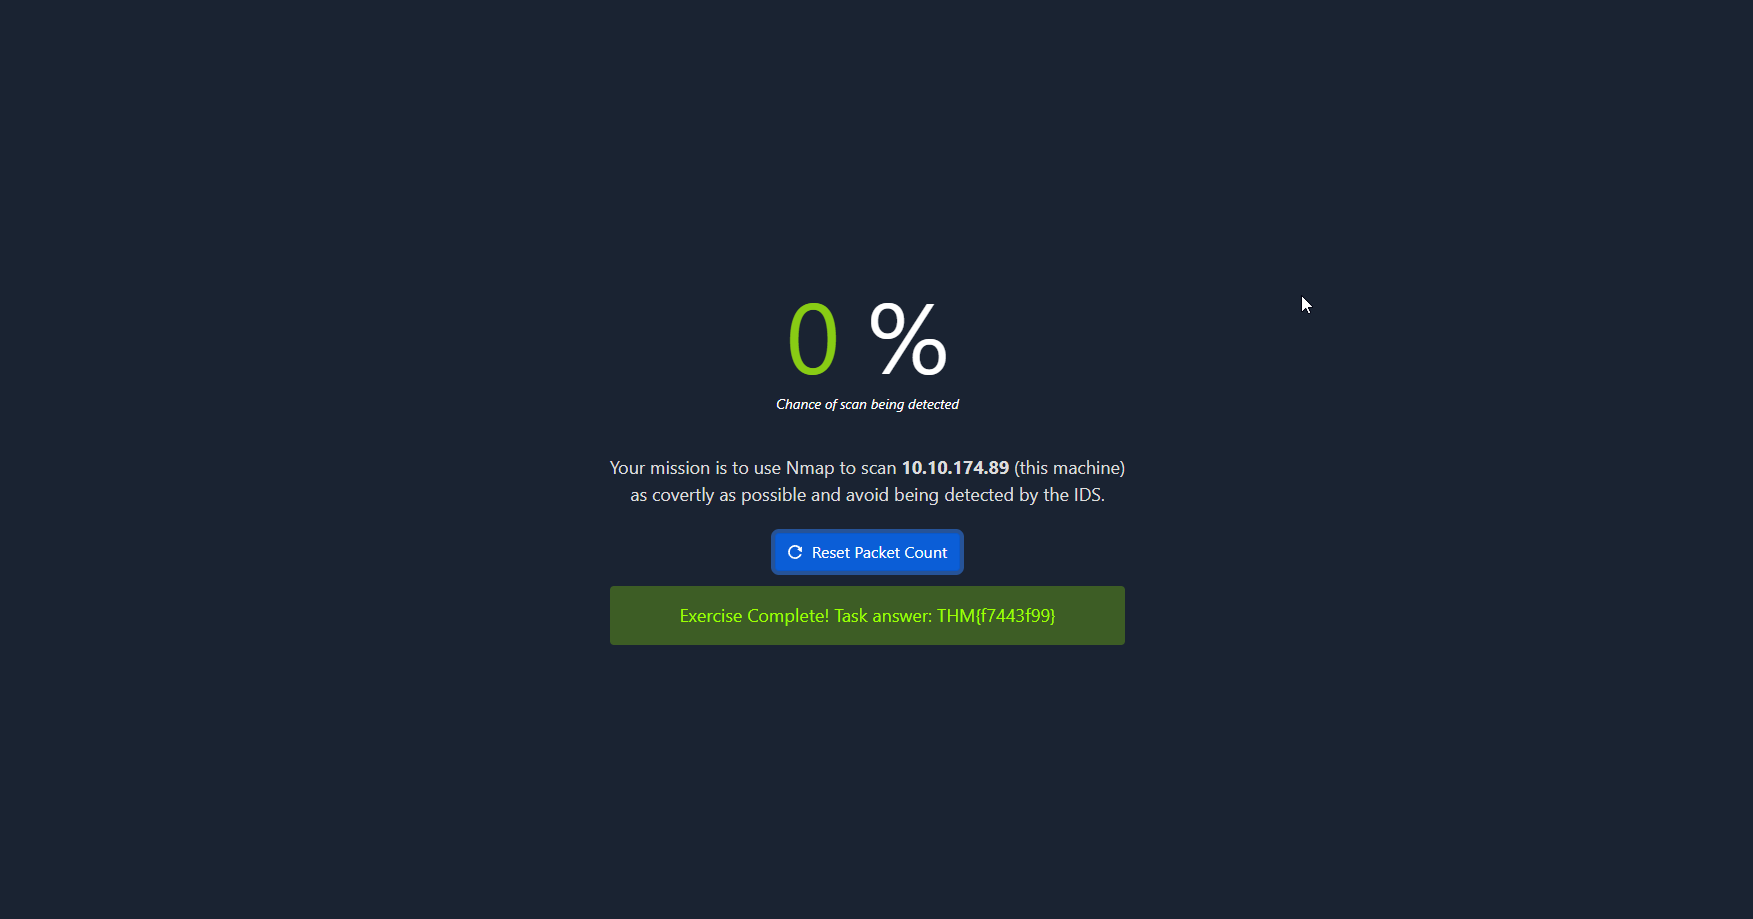 0 %
Chance of scan being detected
Your mission is to use Nmap to scan 10.10.174.89 (this machine)
as covertly as possible and avoid being detected by the IDS.
Reset Packet Count
Exercise Complete! Task answer: THM{f7443f99}